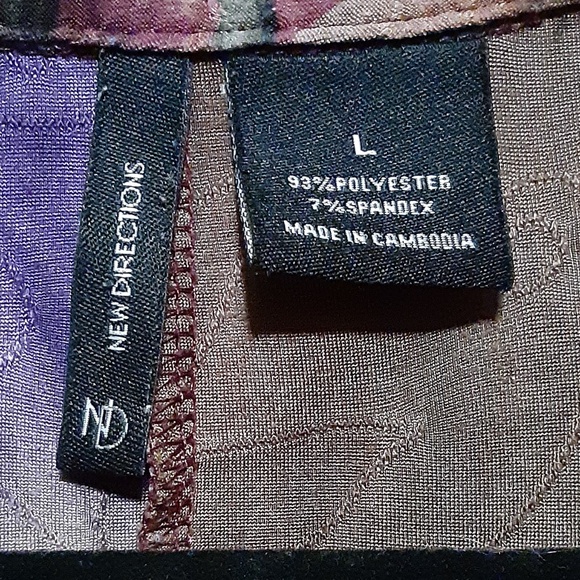 NEW DIRECTIONS
ND
L
93%POLYESTER
7%SPANDEX
MADE IN CAMBODIA